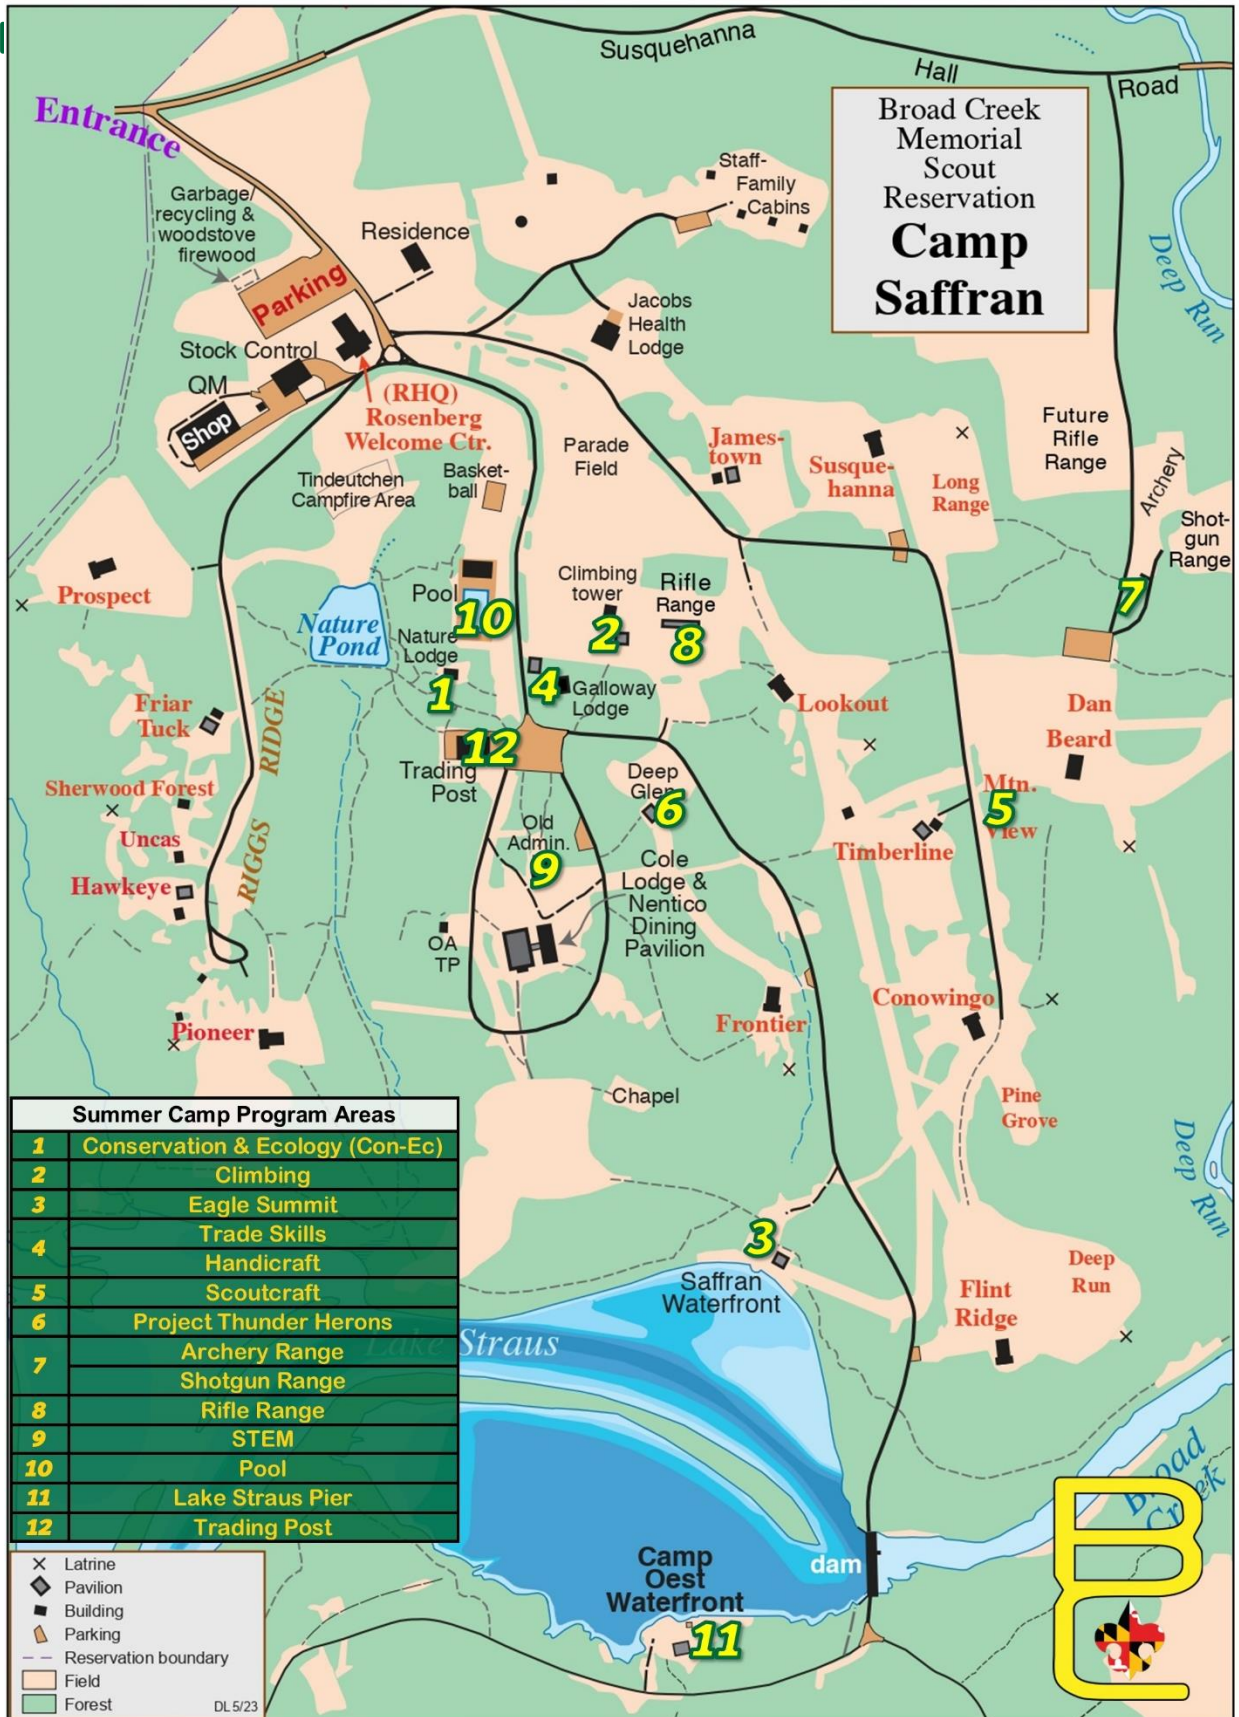 Susquehanna
Hall
Road
Entrance
Broad Creek
Memorial
Scout
Reservation
Camp
Saffran
Staff-
Family
Cabins
Garbage/
recycling &
woodstove
firewood
Residence
Deep Run
Parking
Jacobs
Health
Lodge
Stock Control
QM
Shop
(RHQ)
Rosenberg
Welcome Ctr.
Future
Rifle
Range
Parade
Field
James-
town
Susque-
hanna
Long
Range
Archery
Shot-
gun
Range
Tindeutchen
Campfire Area
Basket-
ball
Prospect
Pool
10
Climbing
tower
2
Rifle
Range
8
7
Nature
Pond
Nature
Lodge
1
4
Galloway
Lodge
Lookout
Dan
Beard
Friar
Tuck
RIGGS RIDGE
12
Trading
Post
Deep
Glen
6
Sherwood Forest
Uncas
Hawkeye
Old
Admin.
9
Mtn.
View
5
Timberline
Cole
Lodge &
Nentico
Dining
Pavilion
OA
TP
Conowingo
Frontier
Pioneer
Chapel
Pine
Grove
Deep Run
Summer Camp Program Areas
1 Conservation & Ecology (Con-Ec)
2 Climbing
3 Eagle Summit
4 Trade Skills
Handicraft
5 Scoutcraft
6 Project Thunder Herons
7 Archery Range
Shotgun Range
8 Rifle Range
9 STEM
10 Pool
11 Lake Straus Pier
12 Trading Post
3
Saffran
Waterfront
Deep
Run
Flint
Ridge
Lake Straus
Broad
Creek
dam
Camp
Oest
Waterfront
11
BC
Latrine
Pavilion
Building
Parking
Reservation boundary
Field
Forest
DL 5/23